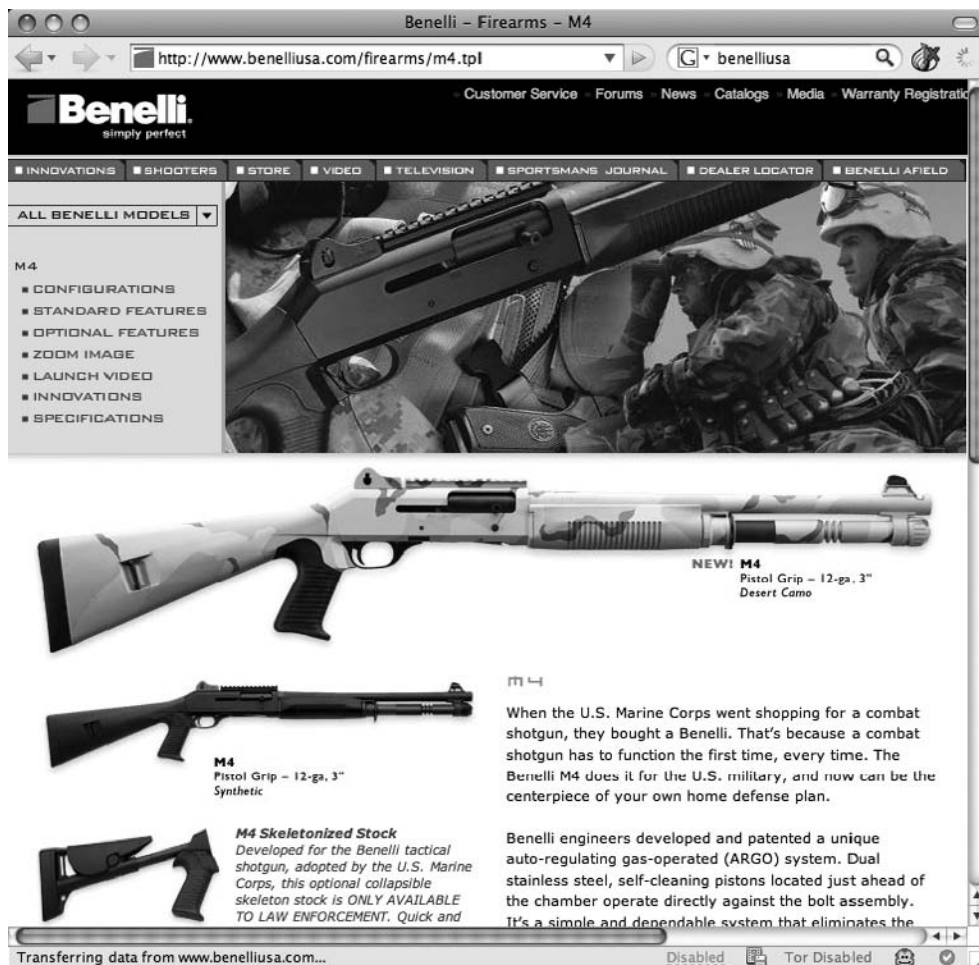 Benelli – Firearms – M4
http://www.benelliusa.com/firearms/m4.tpl
G benelliusa
Customer Service Forums News Catalogs Media Warranty Registratio
Benelli.
simply perfect
INNOVATIONS SHOOTERS STORE VIDEO TELEVISION SPORTSMANS JOURNAL DEALER LOCATOR BENELLI AFIELD
ALL BENELLI MODELS
M4
CONFIGURATIONS
STANDARD FEATURES
OPTIONAL FEATURES
ZOOM IMAGE
LAUNCH VIDEO
INNOVATIONS
SPECIFICATIONS
NEW! M4
Pistol Grip – 12-ga, 3"
Desert Camo
M4
Pistol Grip – 12-ga, 3"
Synthetic
M4 Skeletonized Stock
Developed for the Benelli tactical
shotgun, adopted by the U.S. Marine
Corps, this optional collapsible
skeleton stock is ONLY AVAILABLE
TO LAW ENFORCEMENT. Quick and
M4
When the U.S. Marine Corps went shopping for a combat
shotgun, they bought a Benelli. That's because a combat
shotgun has to function the first time, every time. The
Benelli M4 does it for the U.S. military, and now can be the
centerpiece of your own home defense plan.
Benelli engineers developed and patented a unique
auto-regulating gas-operated (ARGO) system. Dual
stainless steel, self-cleaning pistons located just ahead of
the chamber operate directly against the bolt assembly.
It's a simple and dependable system that eliminates the
Transferring data from www.benelliusa.com...
Disabled Tor Disabled